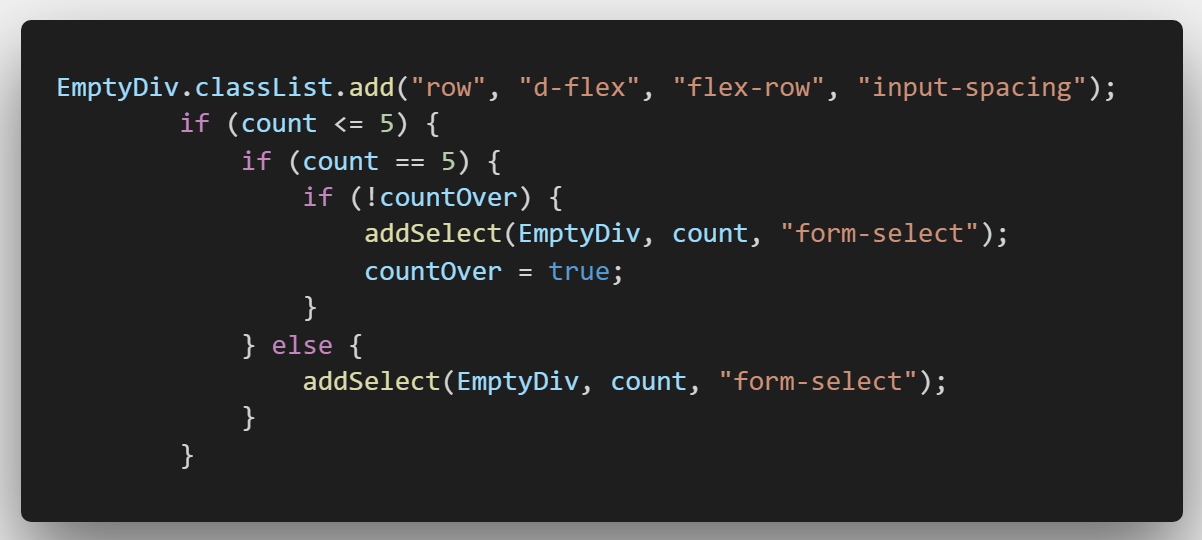 EmptyDiv.classList.add("row", "d-flex", "flex-row", "input-spacing");
        if (count <= 5) {
            if (count == 5) {
                if (!countOver) {
                    addSelect(EmptyDiv, count, "form-select");
                    countOver = true;
                }
            } else {
                addSelect(EmptyDiv, count, "form-select");
            }
        }